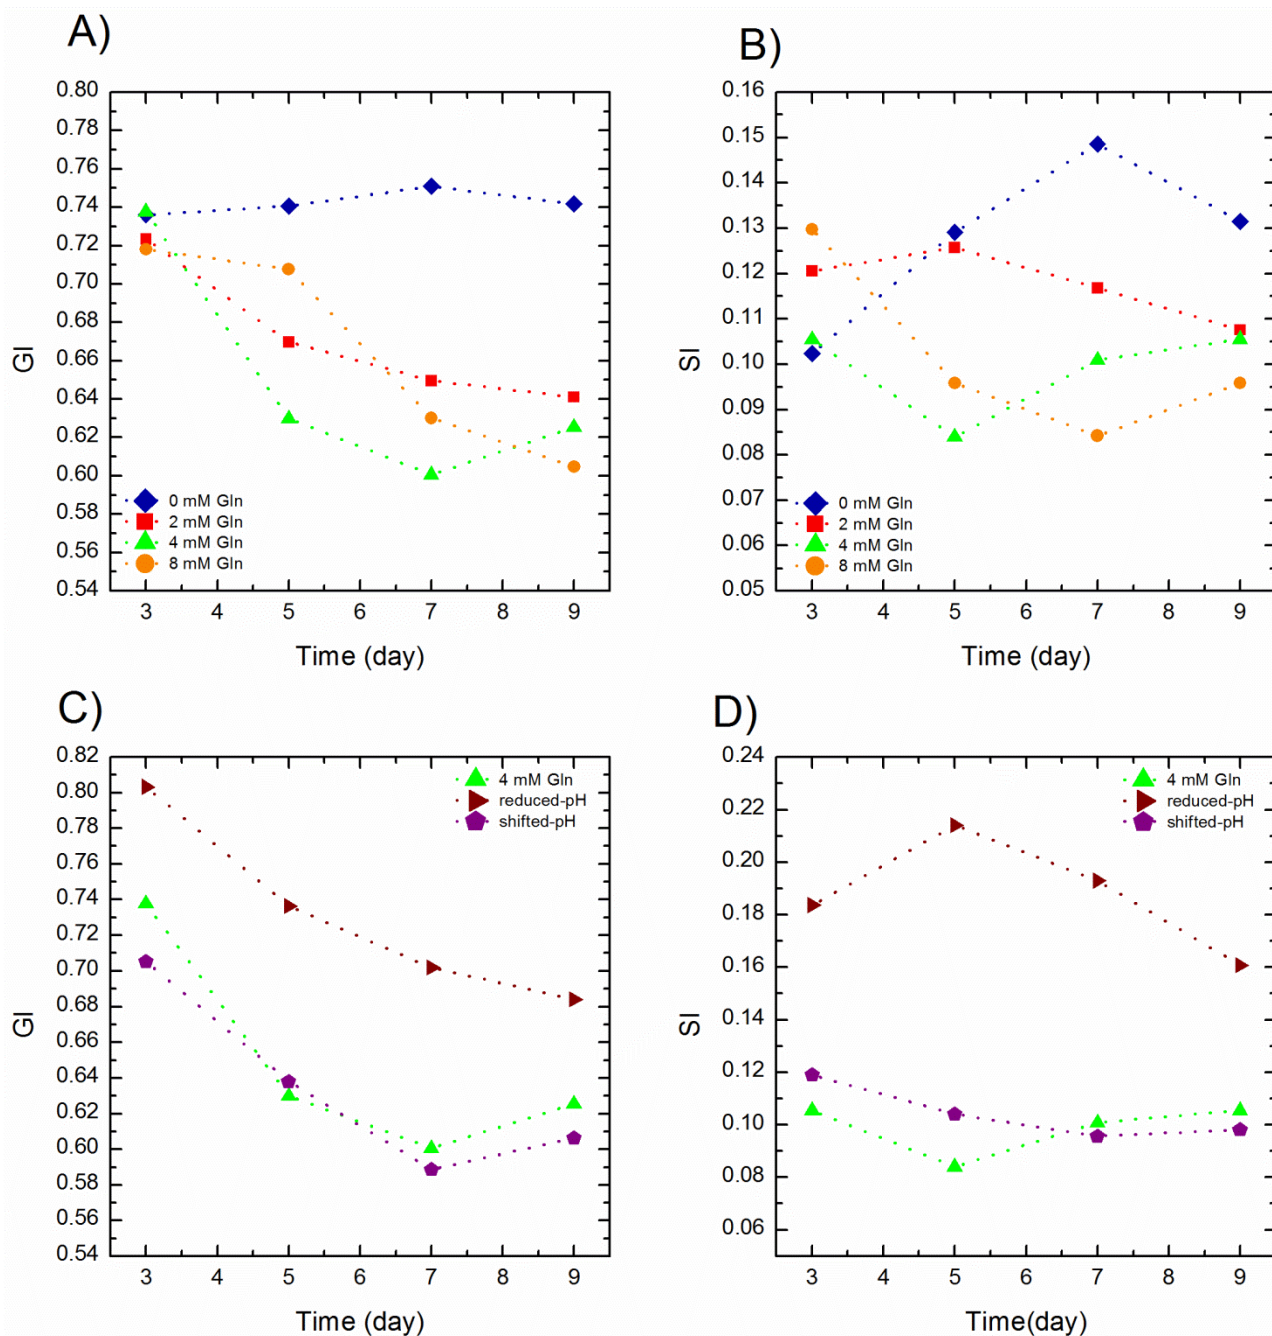 A)
0.80
0.78
0.76
0.74
0.72
0.70
0.68
0.66
0.64
0.62
0.60
0.58
0.56
0.54
GI
0 mM Gln
2 mM Gln
4 mM Gln
8 mM Gln
3 4 5 6 7 8 9
Time (day)
B)
0.16
0.15
0.14
0.13
0.12
0.11
0.10
0.09
0.08
0.07
0.06
0.05
SI
0 mM Gln
2 mM Gln
4 mM Gln
8 mM Gln
3 4 5 6 7 8 9
Time (day)
C)
0.82
0.80
0.78
0.76
0.74
0.72
0.70
0.68
0.66
0.64
0.62
0.60
0.58
0.56
0.54
GI
4 mM Gln
reduced-pH
shifted-pH
3 4 5 6 7 8 9
Time (day)
D)
0.24
0.22
0.20
0.18
0.16
0.14
0.12
0.10
0.08
0.06
SI
4 mM Gln
reduced-pH
shifted-pH
3 4 5 6 7 8 9
Time(day)